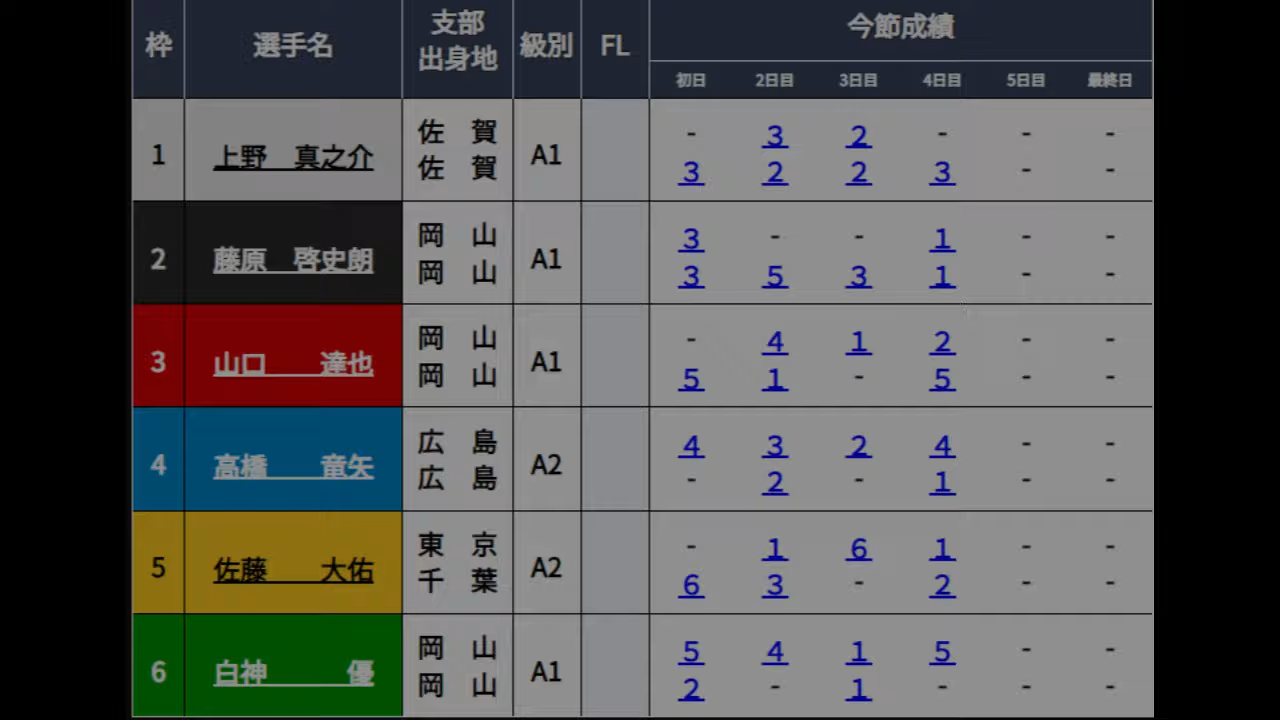 枠 選手名 支部 出身地 級別 FL 今節成績
初日 2日目 3日目 4日目 5日目 最終日
1 上野 真之介 佐 賀 A1 - 3 2 - - -
佐 賀 3 2 2 3 - -
2 藤原 啓史朗 岡 山 A1 3 - - 1 - -
岡 山 3 5 3 1 - -
3 山口 達也 岡 山 A1 - 4 1 2 - -
岡 山 5 1 - 5 - -
4 高橋 竜矢 広 島 A2 4 3 2 4 - -
広 島 - 2 - 1 - -
5 佐藤 大佑 東 京 A2 - 1 6 1 - -
千 葉 6 3 - 2 - -
6 白神 優 岡 山 A1 5 4 1 5 - -
岡 山 2 - 1 - - -